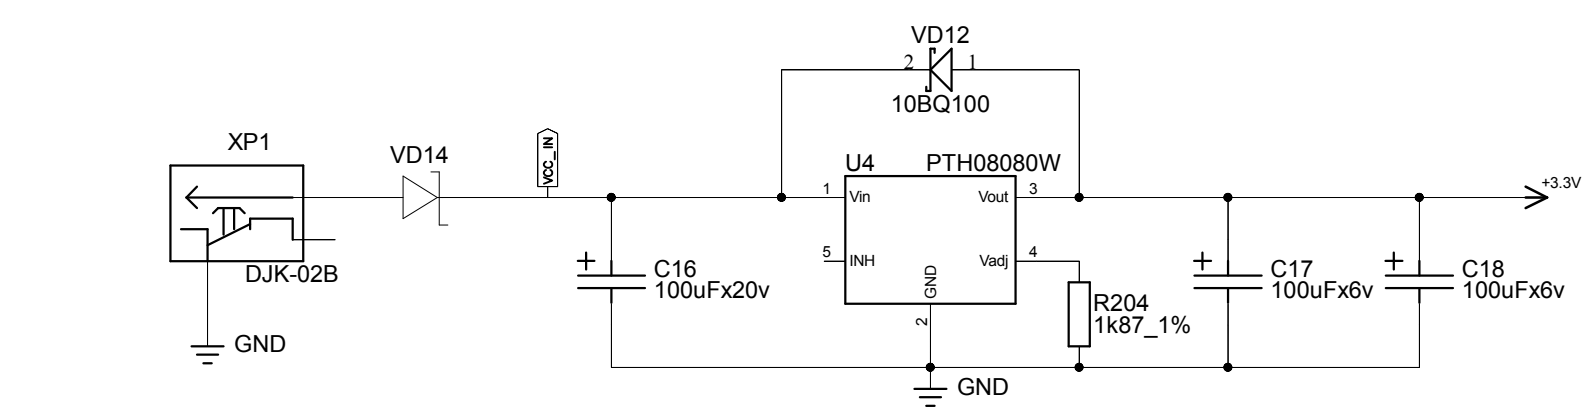 VD12
2
1
10BQ100
XP1
VD14
VCC_IN
U4
PTH08080W
+3.3V
1
Vin
Vout
3
5
INH
Vadj
4
GND
2
DJK-02B
C16
100uFx20v
R204
1k87_1%
C17
100uFx6v
C18
100uFx6v
GND
GND